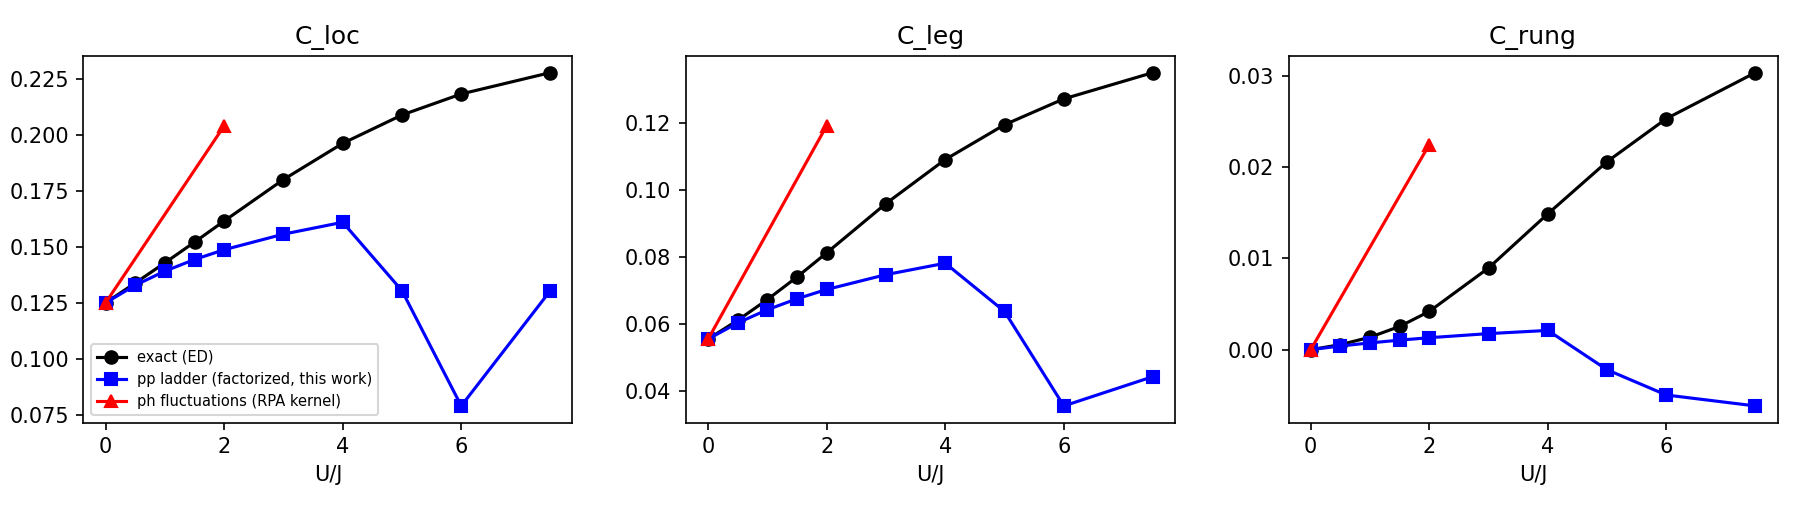 C_loc
0.225
0.200
0.175
0.150
0.125
0.100
0.075
exact (ED)
pp ladder (factorized, this work)
ph fluctuations (RPA kernel)
0 2 4 6
U/J
C_leg
0.12
0.10
0.08
0.06
0.04
0 2 4 6
U/J
C_rung
0.03
0.02
0.01
0.00
0 2 4 6
U/J